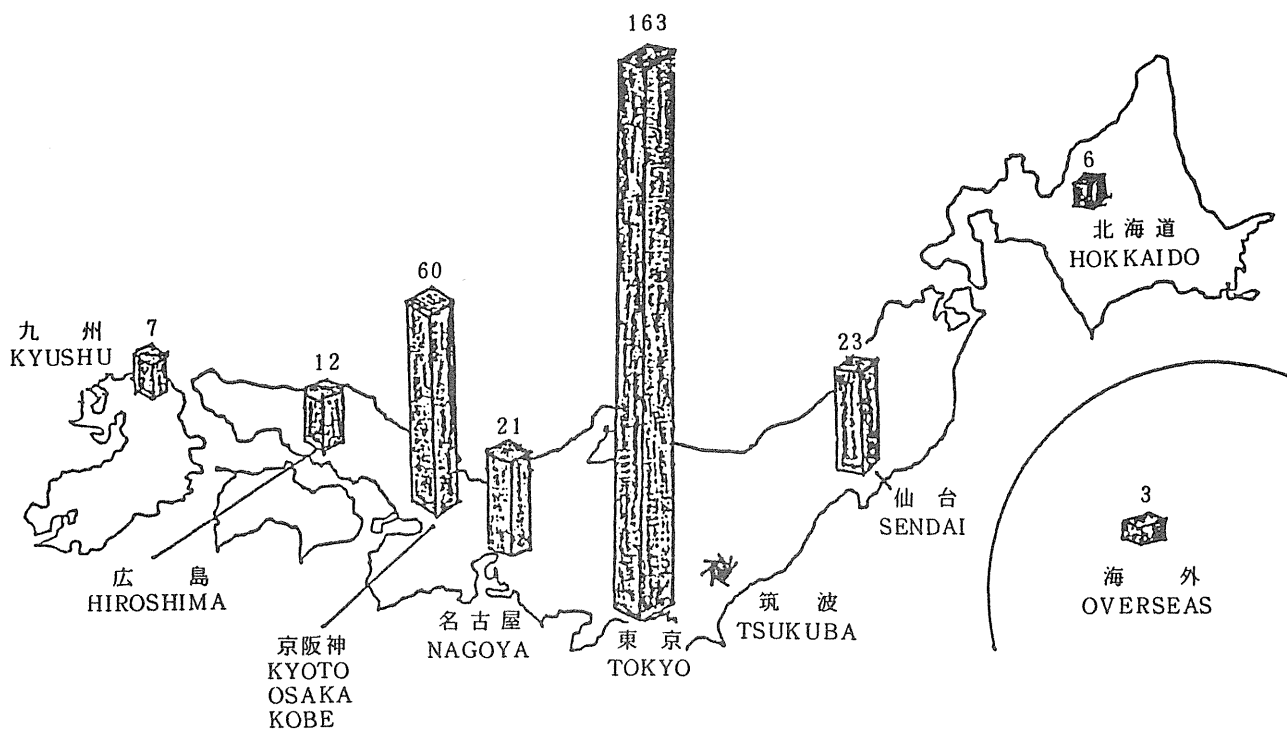 163
6
北海道
HOKKAIDO
60
九州
KYUSHU
7
12
21
23
仙台
SENDAI
3
海外
OVERSEAS
広島
HIROSHIMA
京阪神
KYOTO
OSAKA
KOBE
名古屋
NAGOYA
東京
TOKYO
筑波
TSUKUBA